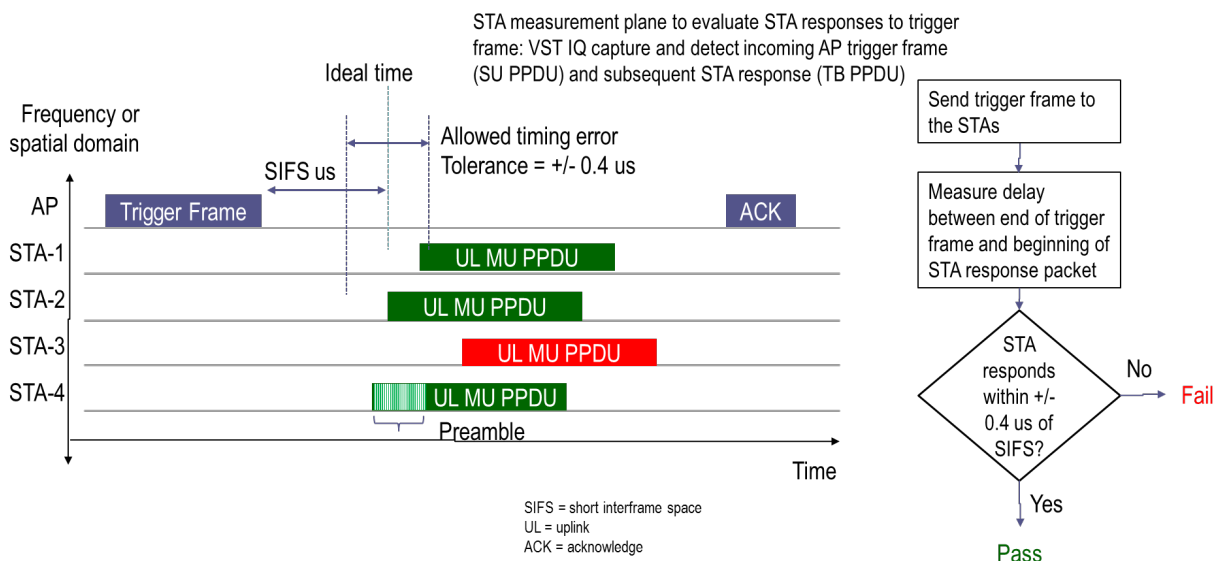 STA measurement plane to evaluate STA responses to trigger
frame: VST IQ capture and detect incoming AP trigger frame
(SU PPDU) and subsequent STA response (TB PPDU)
Ideal time
Frequency or
spatial domain
Allowed timing error
Tolerance = +/- 0.4 us
SIFS us
AP
Trigger Frame
ACK
STA-1
UL MU PPDU
STA-2
UL MU PPDU
STA-3
UL MU PPDU
STA-4
UL MU PPDU
Preamble
Time
SIFS = short interframe space
UL = uplink
ACK = acknowledge
Send trigger frame to
the STAs
Measure delay
between end of trigger
frame and beginning of
STA response packet
STA
responds
within +/-
0.4 us of
SIFS?
No
Fail
Yes
Pass